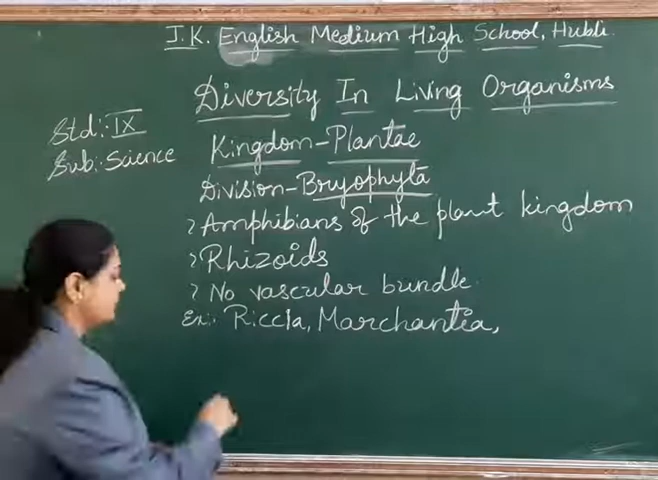 J.K. English Medium High School, Hubli.
Diversity In Living Organisms
Std:- IX
Kingdom-Plantae
Sub:- Science
Division-Bryophyta
> Amphibians of the plant kingdom
> Rhizoids
> No vascular bundle.
Ex:- Riccia, Marchantia,